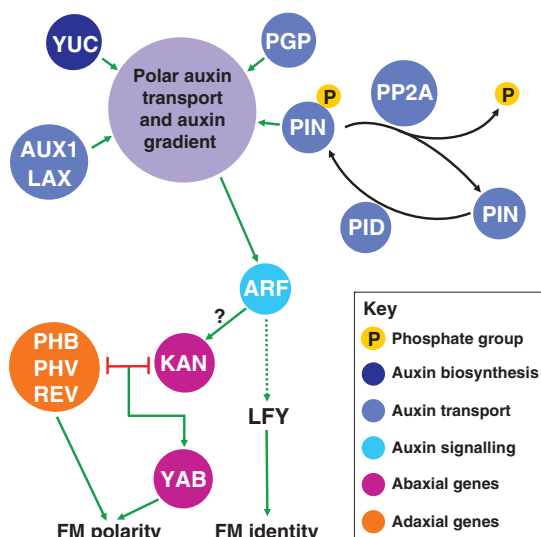 YUC
PGP
Polar auxin
transport
and auxin
gradient
P
PIN
PP2A
P
AUX1
LAX
PID
PIN
ARF
?
PHB
PHV
REV
KAN
LFY
YAB
FM polarity
FM identity
Key
P Phosphate group
Auxin biosynthesis
Auxin transport
Auxin signalling
Abaxial genes
Adaxial genes